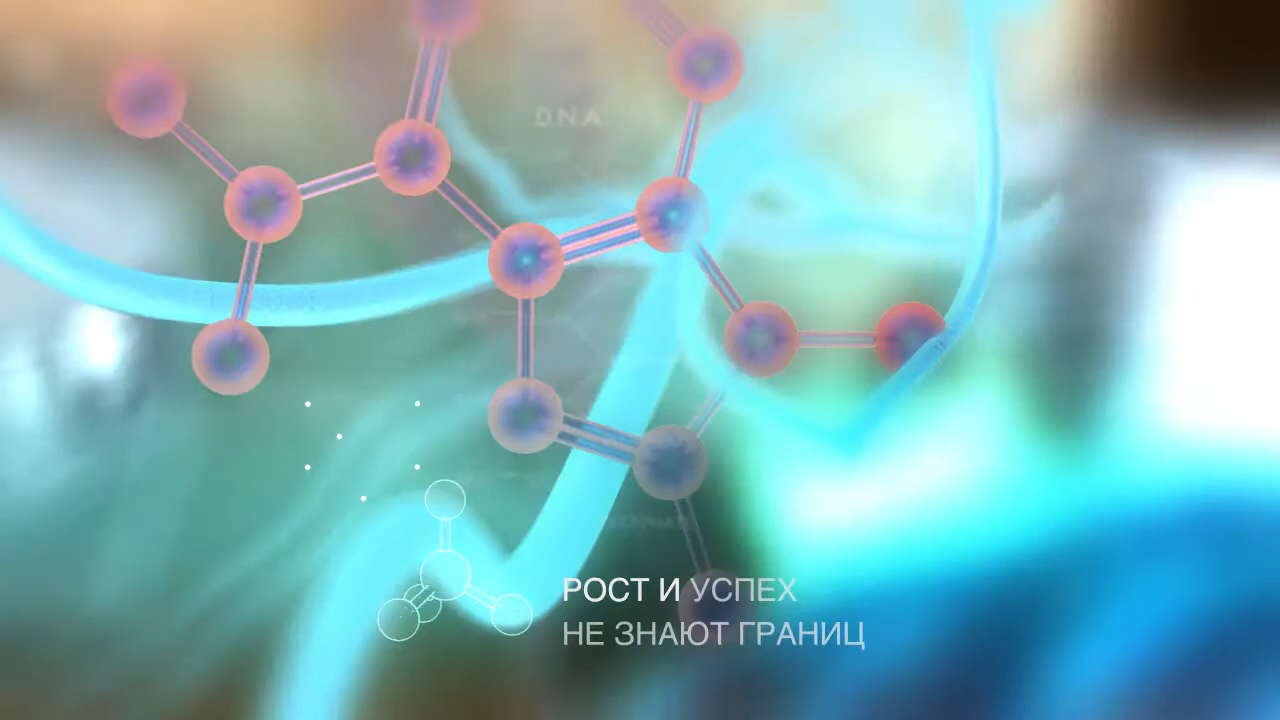 D.N.A
РОСТ И УСПЕХ
НЕ ЗНАЮТ ГРАНИЦ